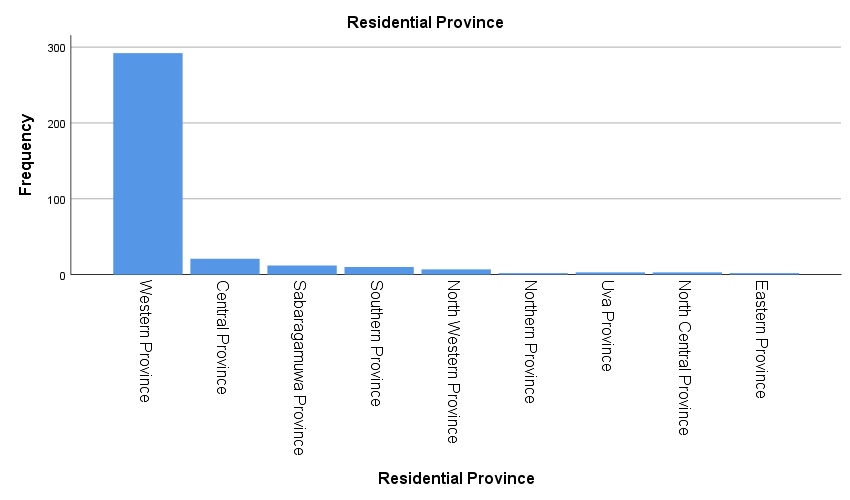 Residential Province
Frequency
300
200
100
0
Western Province
Central Province
Sabaragamuwa Province
Southern Province
North Western Province
Northern Province
Uva Province
North Central Province
Eastern Province
Residential Province